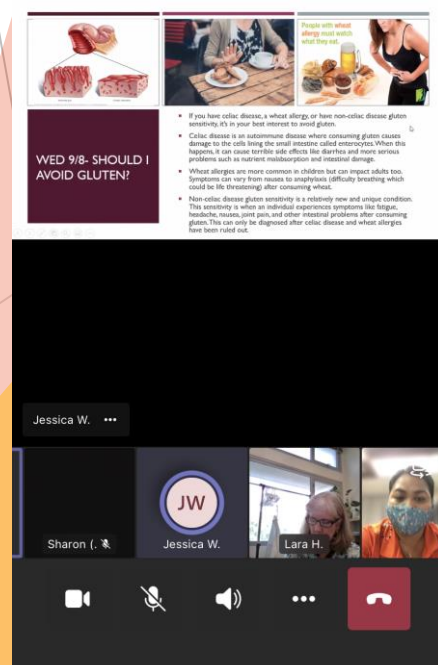 People with wheat
allergy must watch
what they eat.
WED 9/8- SHOULD I
AVOID GLUTEN?
If you have celiac disease, a wheat allergy, or have non-celiac disease gluten
sensitivity, it's in your best interest to avoid gluten.
Celiac disease is an autoimmune disease where consuming gluten causes
damage to the cells lining the small intestine called enterocytes. When this
happens, it can cause terrible side effects like diarrhea and more serious
problems such as nutrient malabsorption and intestinal damage.
Wheat allergies are more common in children but can impact adults too.
Symptoms can vary from nausea to anaphylaxis (difficulty breathing which
could be life threatening) after consuming wheat.
Non-celiac disease gluten sensitivity is a relatively new and unique condition.
This sensitivity is when an individual experiences symptoms like fatigue,
headache, nausea, joint pain, and other intestinal problems after consuming
gluten. This can only be diagnosed after celiac disease and wheat allergies
have been ruled out.
Jessica W.
JW
Sharon (.
Jessica W.
Lara H.